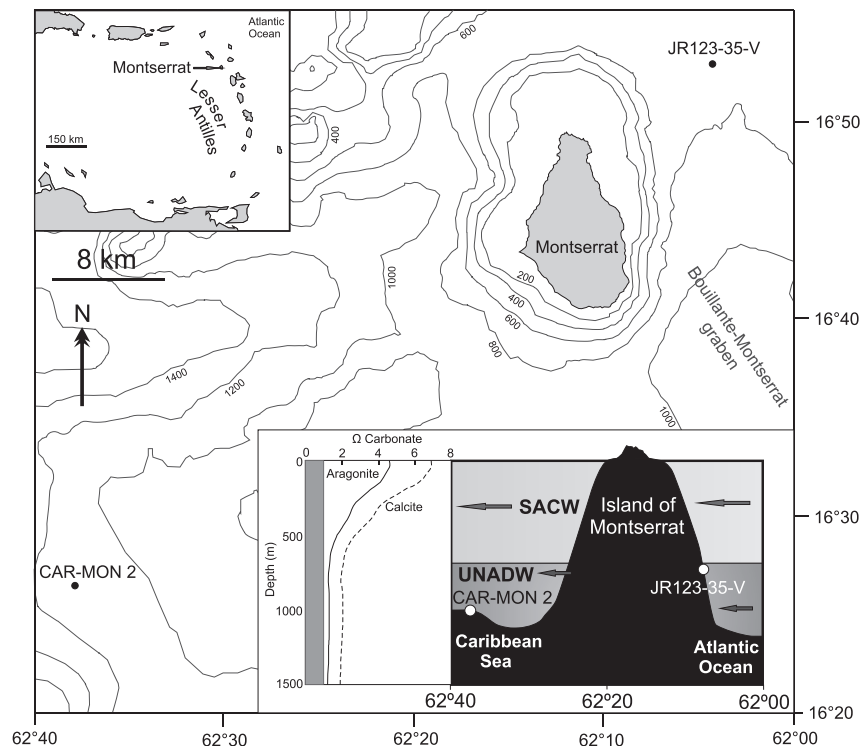 Atlantic
Ocean
Montserrat
Lesser
Antilles
150 km
600
JR123-35-V
400
16°50
Montserrat
8 km
200
400
600
800
1000
Bouillante-Montserrat
graben
N
16°40
1400
1200
1000
Ω Carbonate
0 2 4 6 8
0
Aragonite
Calcite
500
Depth (m)
1000
1500
SACW
Island of
Montserrat
UNADW
CAR-MON 2
JR123-35-V
Caribbean
Sea
Atlantic
Ocean
62°40 62°20 62°00
16°30
CAR-MON 2
16°20
62°40 62°30 62°20 62°10 62°00